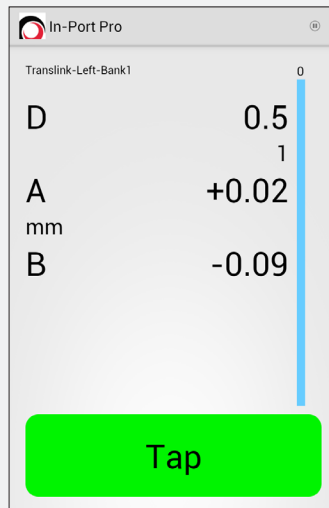 In-Port Pro ®
Translink-Left-Bank1 0
D 0.5
1
A +0.02
mm
B -0.09
Tap